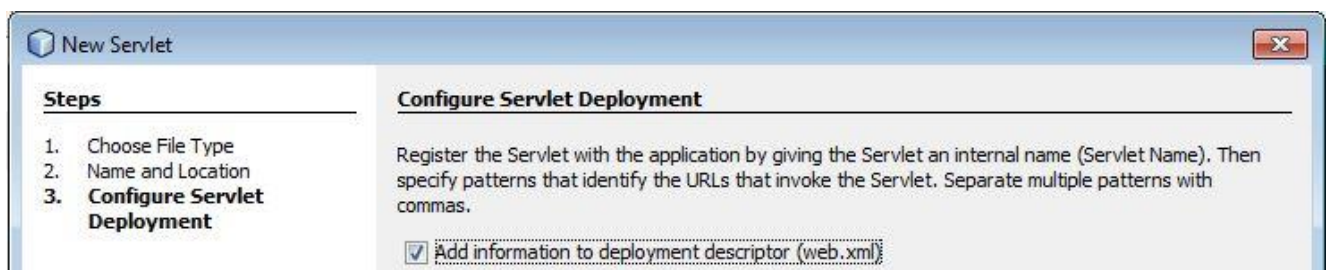 New Servlet
Steps
1. Choose File Type
2. Name and Location
3. Configure Servlet
Deployment
Configure Servlet Deployment
Register the Servlet with the application by giving the Servlet an internal name (Servlet Name). Then
specify patterns that identify the URLs that invoke the Servlet. Separate multiple patterns with
commas.
Add information to deployment descriptor (web.xml)